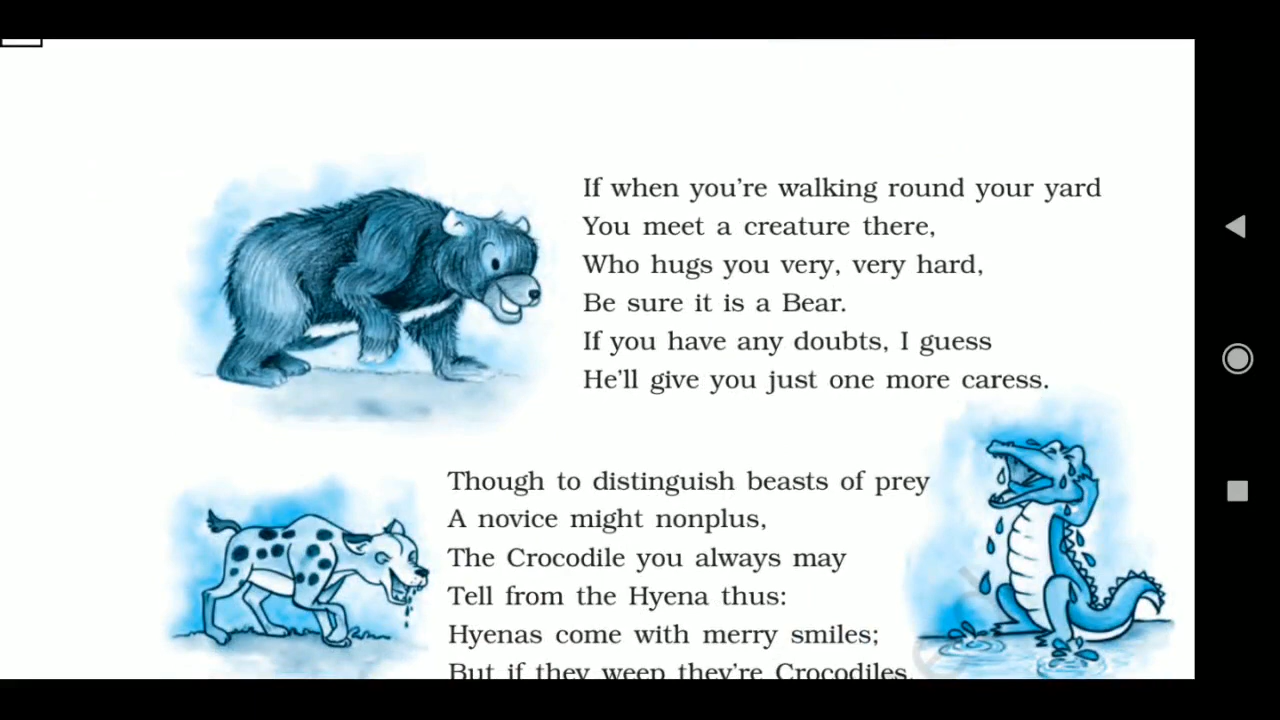 If when you're walking round your yard
You meet a creature there,
Who hugs you very, very hard,
Be sure it is a Bear.
If you have any doubts, I guess
He'll give you just one more caress.
Though to distinguish beasts of prey
A novice might nonplus,
The Crocodile you always may
Tell from the Hyena thus:
Hyenas come with merry smiles;
But if they weep they're Crocodiles.